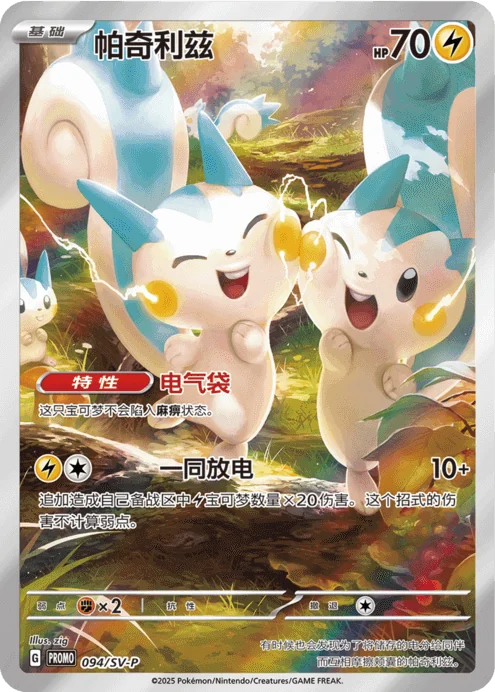 基础 帕奇利兹 HP70
特性 电气袋
这只宝可梦不会陷入麻痹状态。
一同放电 10+
追加造成自己备战区中宝可梦数量×20伤害。这个招式的伤
害不计算弱点。
弱点 ×2 抗性 撤退
Illus. zig
G PROMO 094/SV-P
有时候也会发现为了将储存的电分给同伴
而互相摩擦颊囊的帕奇利兹。
©2025 Pokémon/Nintendo/Creatures/GAME FREAK.